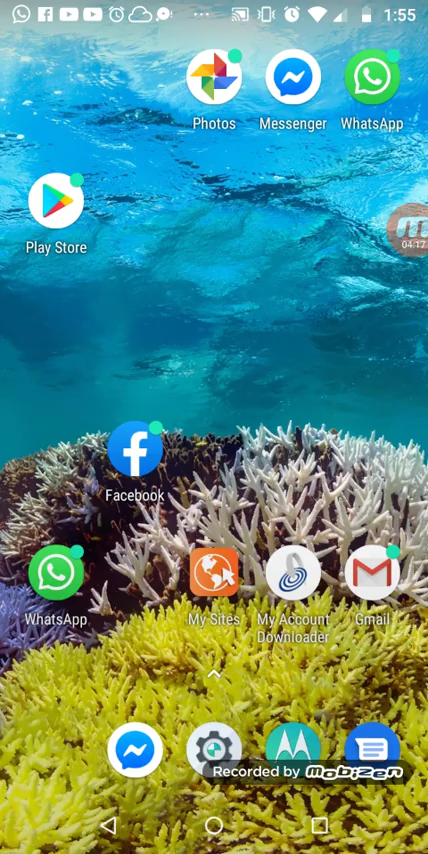 1:55
Photos
Messenger
WhatsApp
Play Store
04:17
Facebook
WhatsApp
My Sites
My Account
Downloader
Gmail
Recorded by mobizen